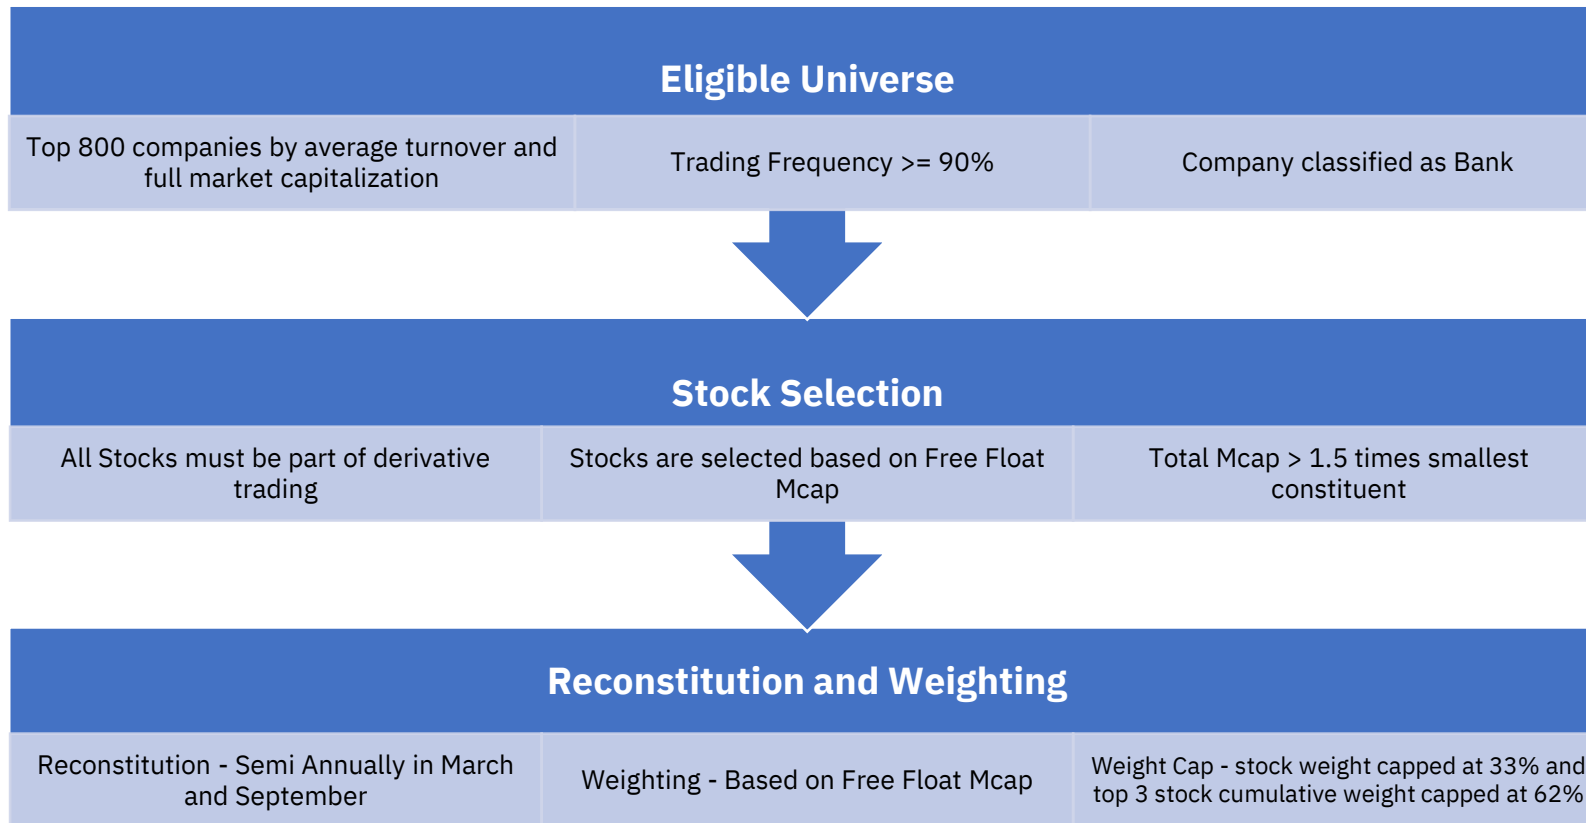 Eligible Universe
Top 800 companies by average turnover and
full market capitalization
Trading Frequency >= 90%
Company classified as Bank
Stock Selection
All Stocks must be part of derivative
trading
Stocks are selected based on Free Float
Mcap
Total Mcap > 1.5 times smallest
constituent
Reconstitution and Weighting
Reconstitution - Semi Annually in March
and September
Weighting - Based on Free Float Mcap
Weight Cap - stock weight capped at 33% and
top 3 stock cumulative weight capped at 62%